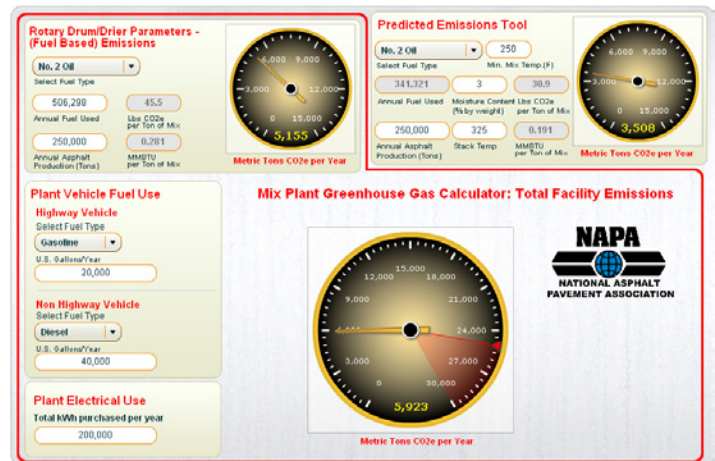 Rotary Drum/Drier Parameters -
(Fuel Based) Emissions
No. 2 Oil
Select Fuel Type
506,298
45.5
Annual Fuel Used
Lbs CO2e
per Ton of Mix
250,000
0.281
Annual Asphalt
Production (Tons)
MMBTU
per Ton of Mix
6,000
9,000
3,000
12,000
0
15,000
5,155
Metric Tons CO2e per Year
Predicted Emissions Tool
No. 2 Oil
250
Select Fuel Type
Min. Mix Temp.(F)
341,321
3
30.9
Annual Fuel Used
Moisture Content
(% by weight)
Lbs CO2e
per Ton of Mix
250,000
325
0.191
Annual Asphalt
Production (Tons)
Stack Temp
MMBTU
per Ton of Mix
6,000
9,000
3,000
12,000
0
15,000
3,508
Metric Tons CO2e per Year
Plant Vehicle Fuel Use
Highway Vehicle
Select Fuel Type
Gasoline
U.S. Gallons/Year
20,000
Non Highway Vehicle
Select Fuel Type
Diesel
U.S. Gallons/Year
40,000
Plant Electrical Use
Total kWh purchased per year
200,000
Mix Plant Greenhouse Gas Calculator: Total Facility Emissions
15,000
12,000
18,000
9,000
21,000
6,000
24,000
3,000
27,000
0
30,000
5,923
Metric Tons CO2e per Year
NAPA
NATIONAL ASPHALT
PAVEMENT ASSOCIATION